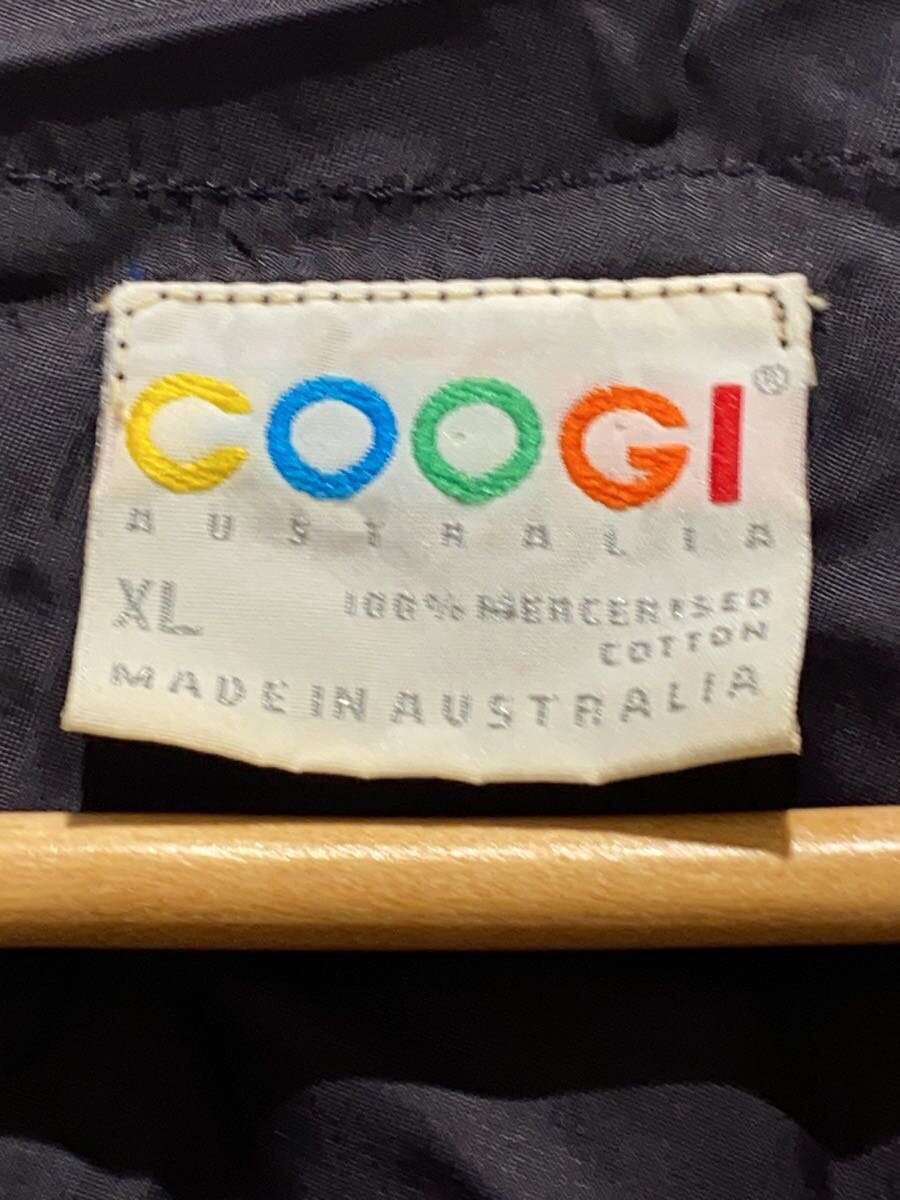 COOGI®
AUSTRALIA
XL 100% MERCERISED
COTTON
MADE IN AUSTRALIA